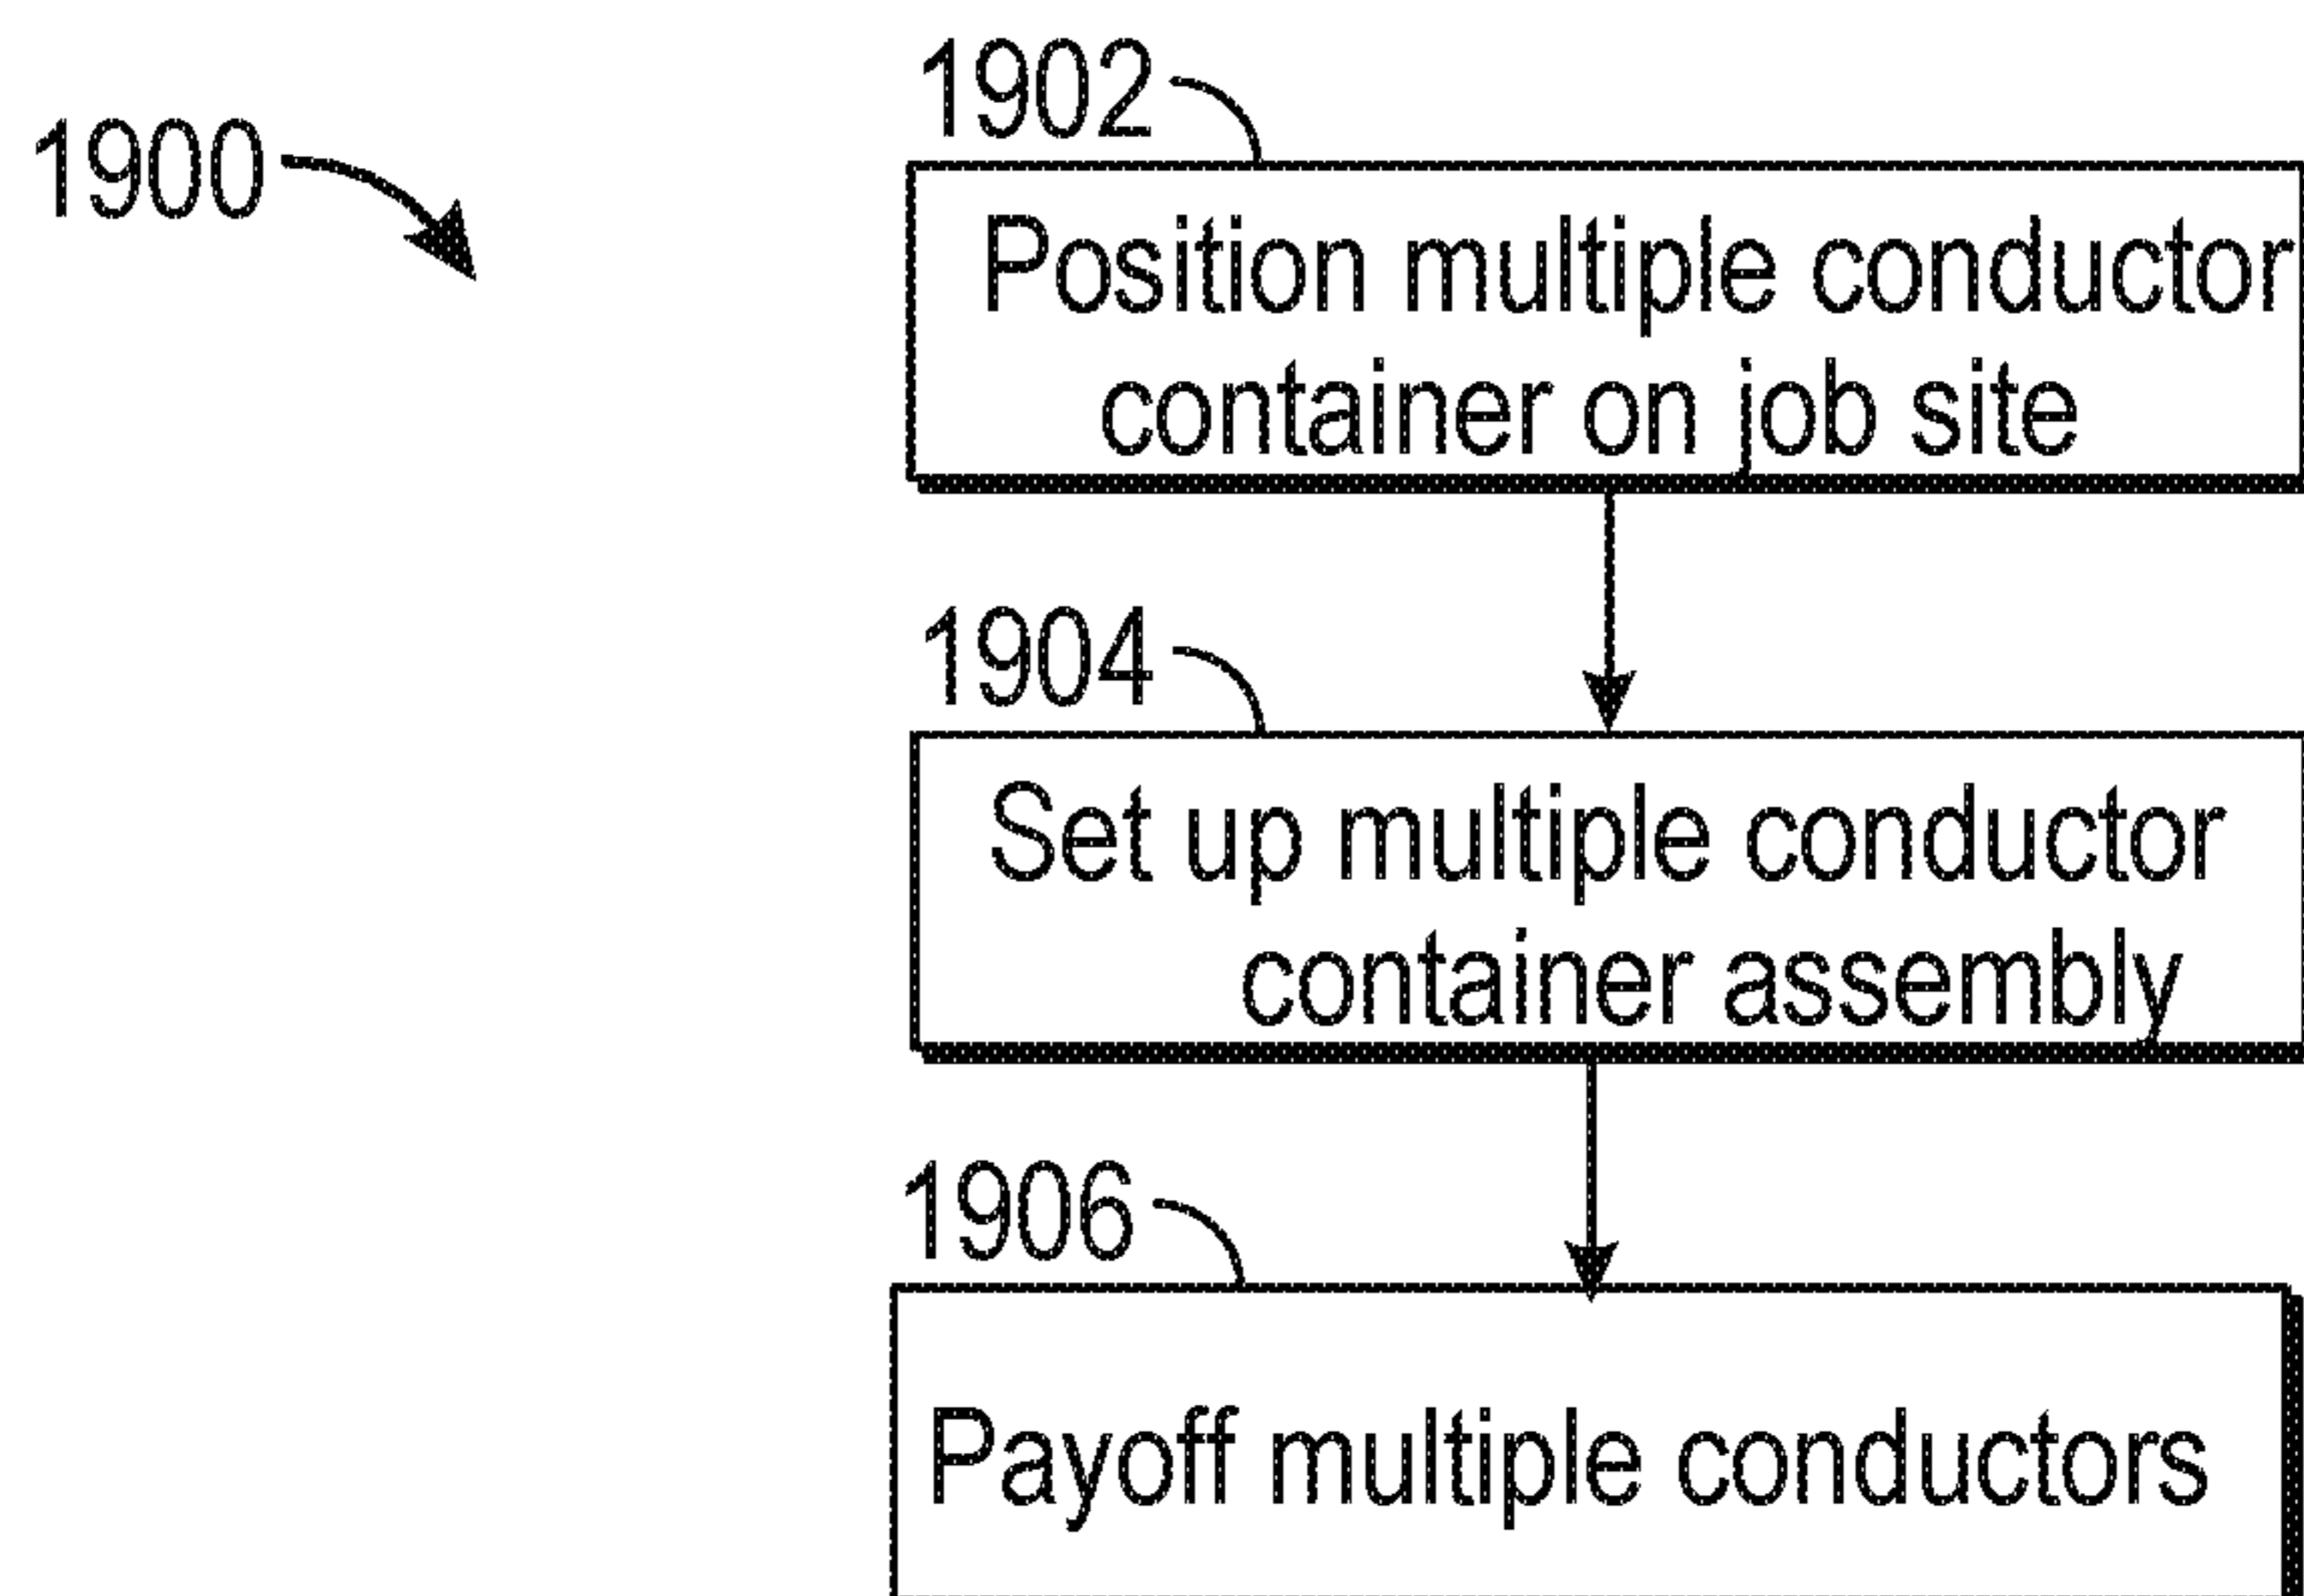 1900
1902
Position multiple conductor
container on job site
1904
Set up multiple conductor
container assembly
1906
Payoff multiple conductors